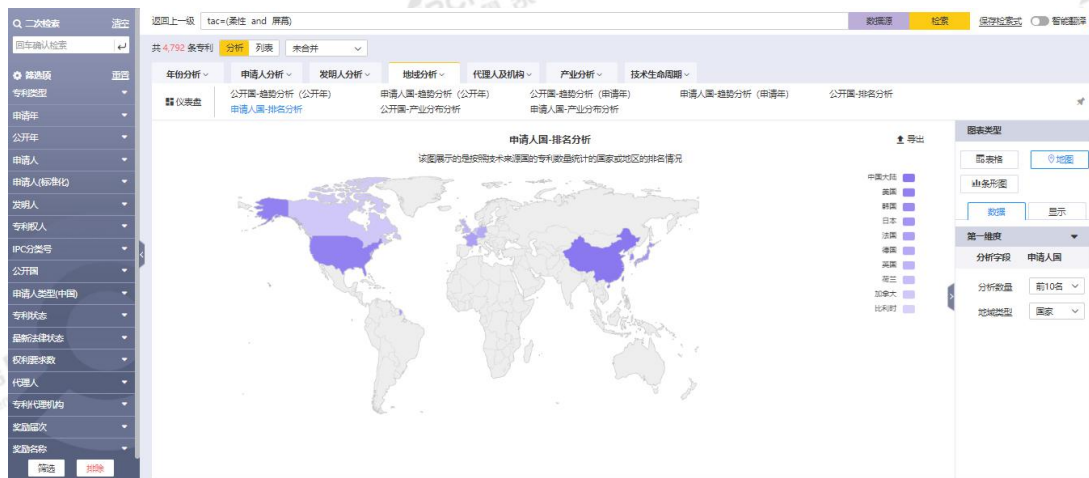 二次检索 清空
回车确认检索
筛选项 重置
专利类型
申请年
公开年
申请人
申请人(标准化)
发明人
专利权人
IPC分类号
公开国
申请人类型(中国)
专利状态
最新法律状态
权利要求数
代理人
专利代理机构
奖励层次
奖励名称
筛选 排除
返回上一级 tac=(柔性 and 屏幕) 数据源 检索 保存检索式 智能翻译
共4,792 条专利 分析 列表 未合并
年份分析 申请人分析 发明人分析 地域分析 代理人及机构 产业分析 技术生命周期
仪表盘
公开国-趋势分析（公开年） 申请人国-趋势分析（公开年） 公开国-趋势分析（申请年） 申请人国-趋势分析（申请年） 公开国-排名分析
申请人国-排名分析 公开国-产业分布分析 申请人国-产业分布分析
申请人国-排名分析
导出
该图展示的是按照技术来源国的专利数量统计的国家或地区的排名情况
中国大陆
美国
韩国
日本
法国
德国
英国
荷兰
加拿大
比利时
图表类型
表格 地图
条形图
数据 显示
第一维度
分析字段 申请人国
分析数量 前10名
地域类型 国家